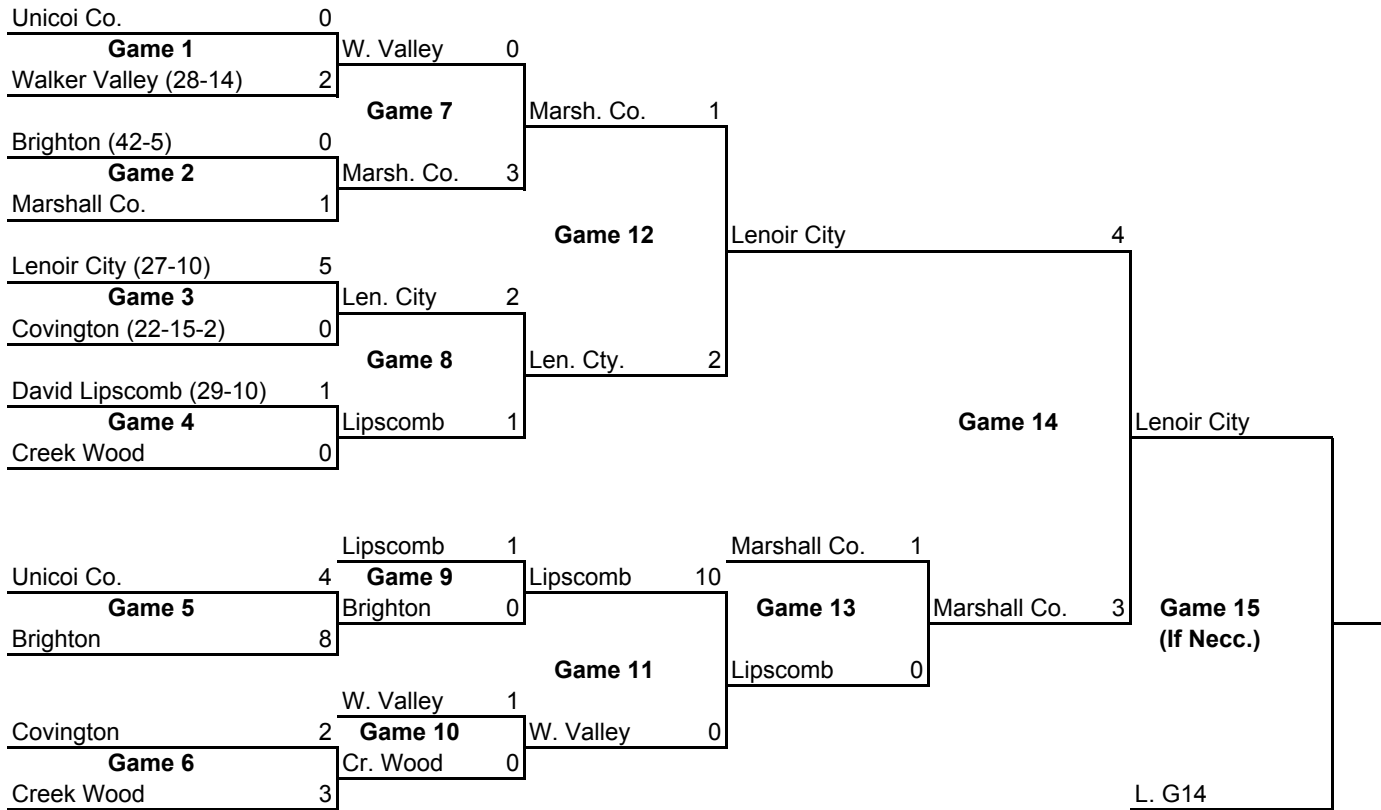 Unicoi Co. 0
Game 1
W. Valley 0
Walker Valley (28-14) 2
Game 7
Marsh. Co. 1
Brighton (42-5) 0
Game 2
Marsh. Co. 3
Marshall Co. 1
Game 12
Lenoir City 4
Lenoir City (27-10) 5
Game 3
Len. City 2
Covington (22-15-2) 0
Game 8
Len. Cty. 2
David Lipscomb (29-10) 1
Game 4
Lipscomb 1
Game 14
Lenoir City
Creek Wood 0
Lipscomb 1
Marshall Co. 1
Unicoi Co. 4
Game 9
Lipscomb 10
Game 5
Brighton 0
Game 13
Marshall Co. 3
Game 15
Brighton 8
(If Necc.)
Game 11
Lipscomb 0
W. Valley 1
Covington 2
Game 10
W. Valley 0
Game 6
Cr. Wood 0
Creek Wood 3
L. G14